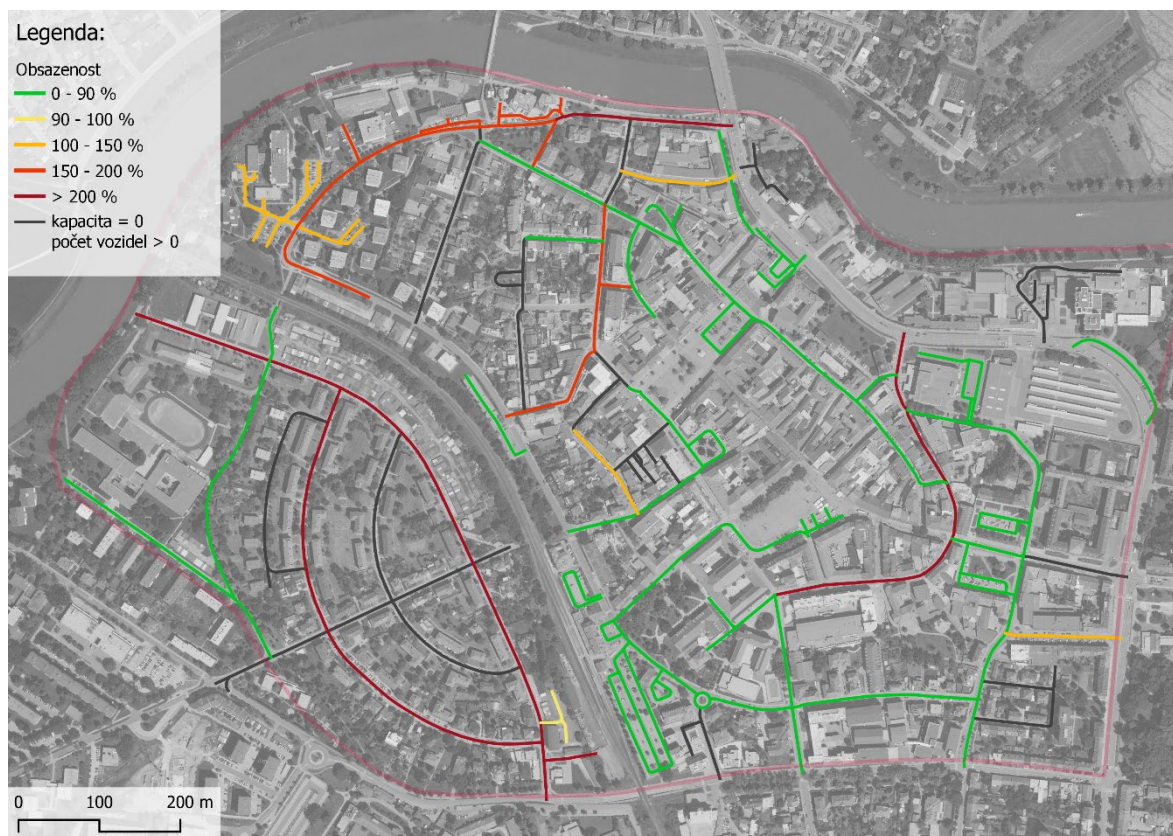 Legenda:
Obsazenost
0 - 90 %
90 - 100 %
100 - 150 %
150 - 200 %
> 200 %
kapacita = 0
počet vozidel > 0
0 100 200 m